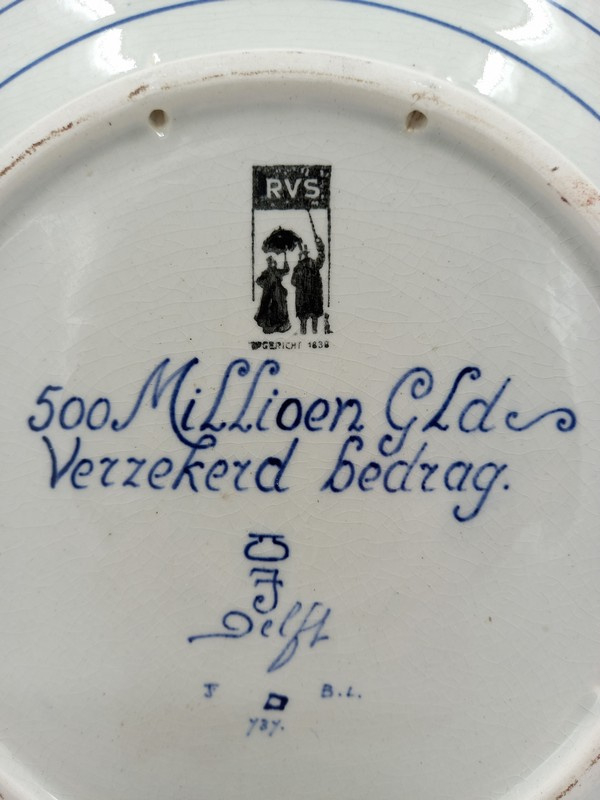 RVS
OPGERICHT 1838
500 Millioen Gld
Verzekerd bedrag.
Delft
B.L.